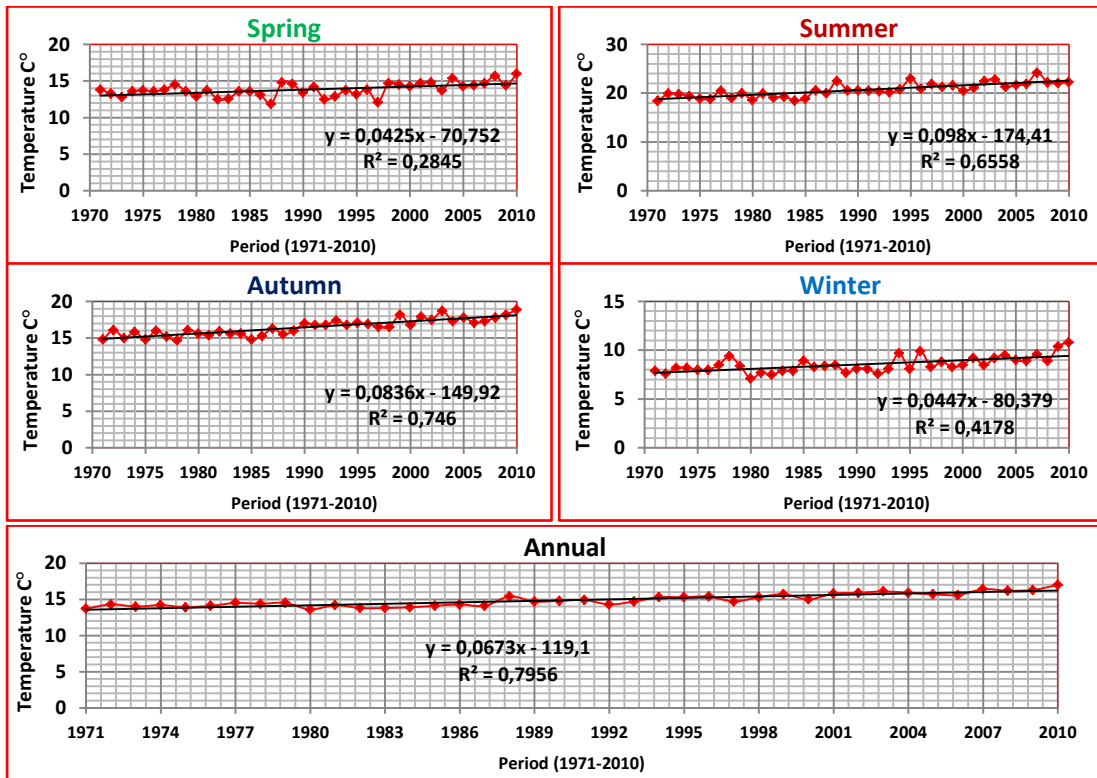 Spring
Temperature C°
20
15
10
5
0
y = 0,0425x - 70,752
R² = 0,2845
1970 1975 1980 1985 1990 1995 2000 2005 2010
Period (1971-2010)
Summer
Temperature C°
30
20
10
0
y = 0,098x - 174,41
R² = 0,6558
1970 1975 1980 1985 1990 1995 2000 2005 2010
Period (1971-2010)
Autumn
Temperature C°
20
15
10
5
0
y = 0,0836x - 149,92
R² = 0,746
1970 1975 1980 1985 1990 1995 2000 2005 2010
Period (1971-2010)
Winter
Temperature C°
15
10
5
0
y = 0,0447x - 80,379
R² = 0,4178
1970 1975 1980 1985 1990 1995 2000 2005 2010
Period (1971-2010)
Annual
Temperature C°
20
15
10
5
0
y = 0,0673x - 119,1
R² = 0,7956
1971 1974 1977 1980 1983 1986 1989 1992 1995 1998 2001 2004 2007 2010
Period (1971-2010)